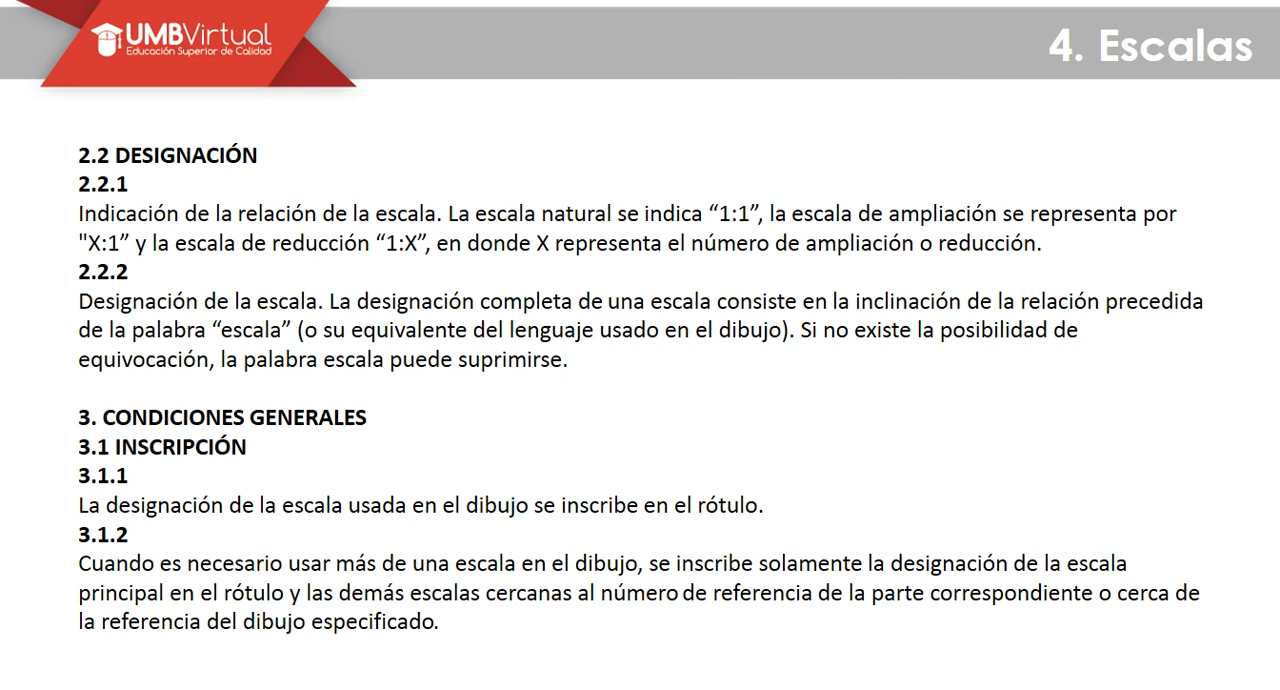 UMBVirtual
Educación Superior de Calidad
4. Escalas
2.2 DESIGNACIÓN
2.2.1
Indicación de la relación de la escala. La escala natural se indica “1:1”, la escala de ampliación se representa por
"X:1” y la escala de reducción “1:X”, en donde X representa el número de ampliación o reducción.
2.2.2
Designación de la escala. La designación completa de una escala consiste en la inclinación de la relación precedida
de la palabra “escala” (o su equivalente del lenguaje usado en el dibujo). Si no existe la posibilidad de
equivocación, la palabra escala puede suprimirse.
3. CONDICIONES GENERALES
3.1 INSCRIPCIÓN
3.1.1
La designación de la escala usada en el dibujo se inscribe en el rótulo.
3.1.2
Cuando es necesario usar más de una escala en el dibujo, se inscribe solamente la designación de la escala
principal en el rótulo y las demás escalas cercanas al número de referencia de la parte correspondiente o cerca de
la referencia del dibujo especificado.